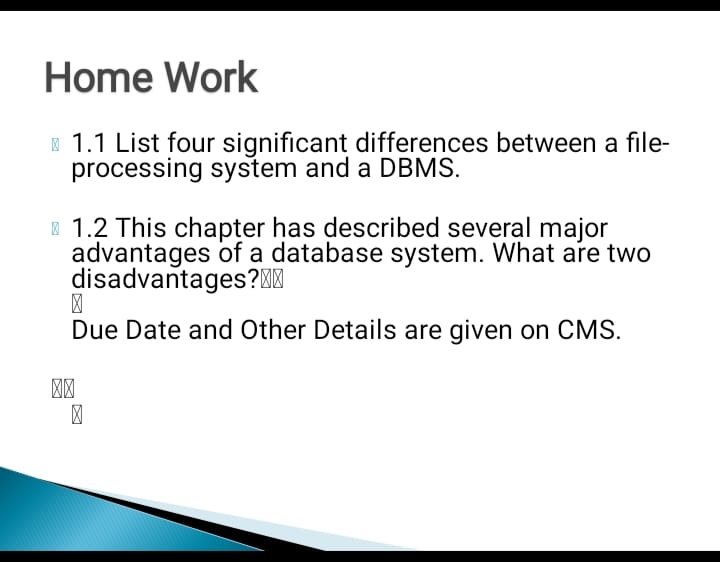 Home Work
1.1 List four significant differences between a file-
processing system and a DBMS.
1.2 This chapter has described several major
advantages of a database system. What are two
disadvantages?
Due Date and Other Details are given on CMS.